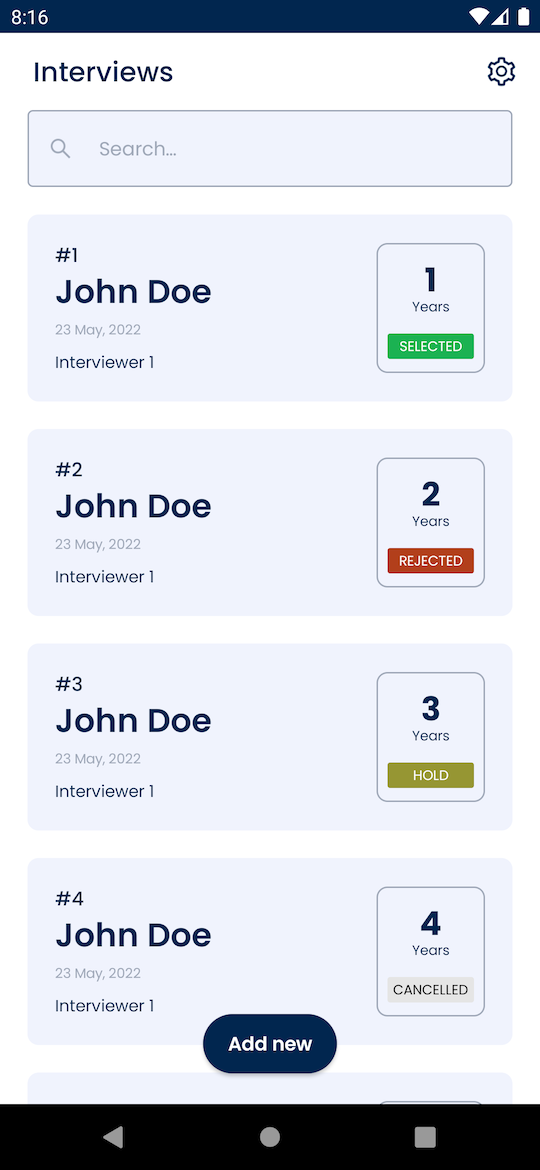 8:16
Interviews
Search...
#1
John Doe
23 May, 2022
Interviewer 1
1
Years
SELECTED
#2
John Doe
23 May, 2022
Interviewer 1
2
Years
REJECTED
#3
John Doe
23 May, 2022
Interviewer 1
3
Years
HOLD
#4
John Doe
23 May, 2022
Interviewer 1
4
Years
CANCELLED
Add new